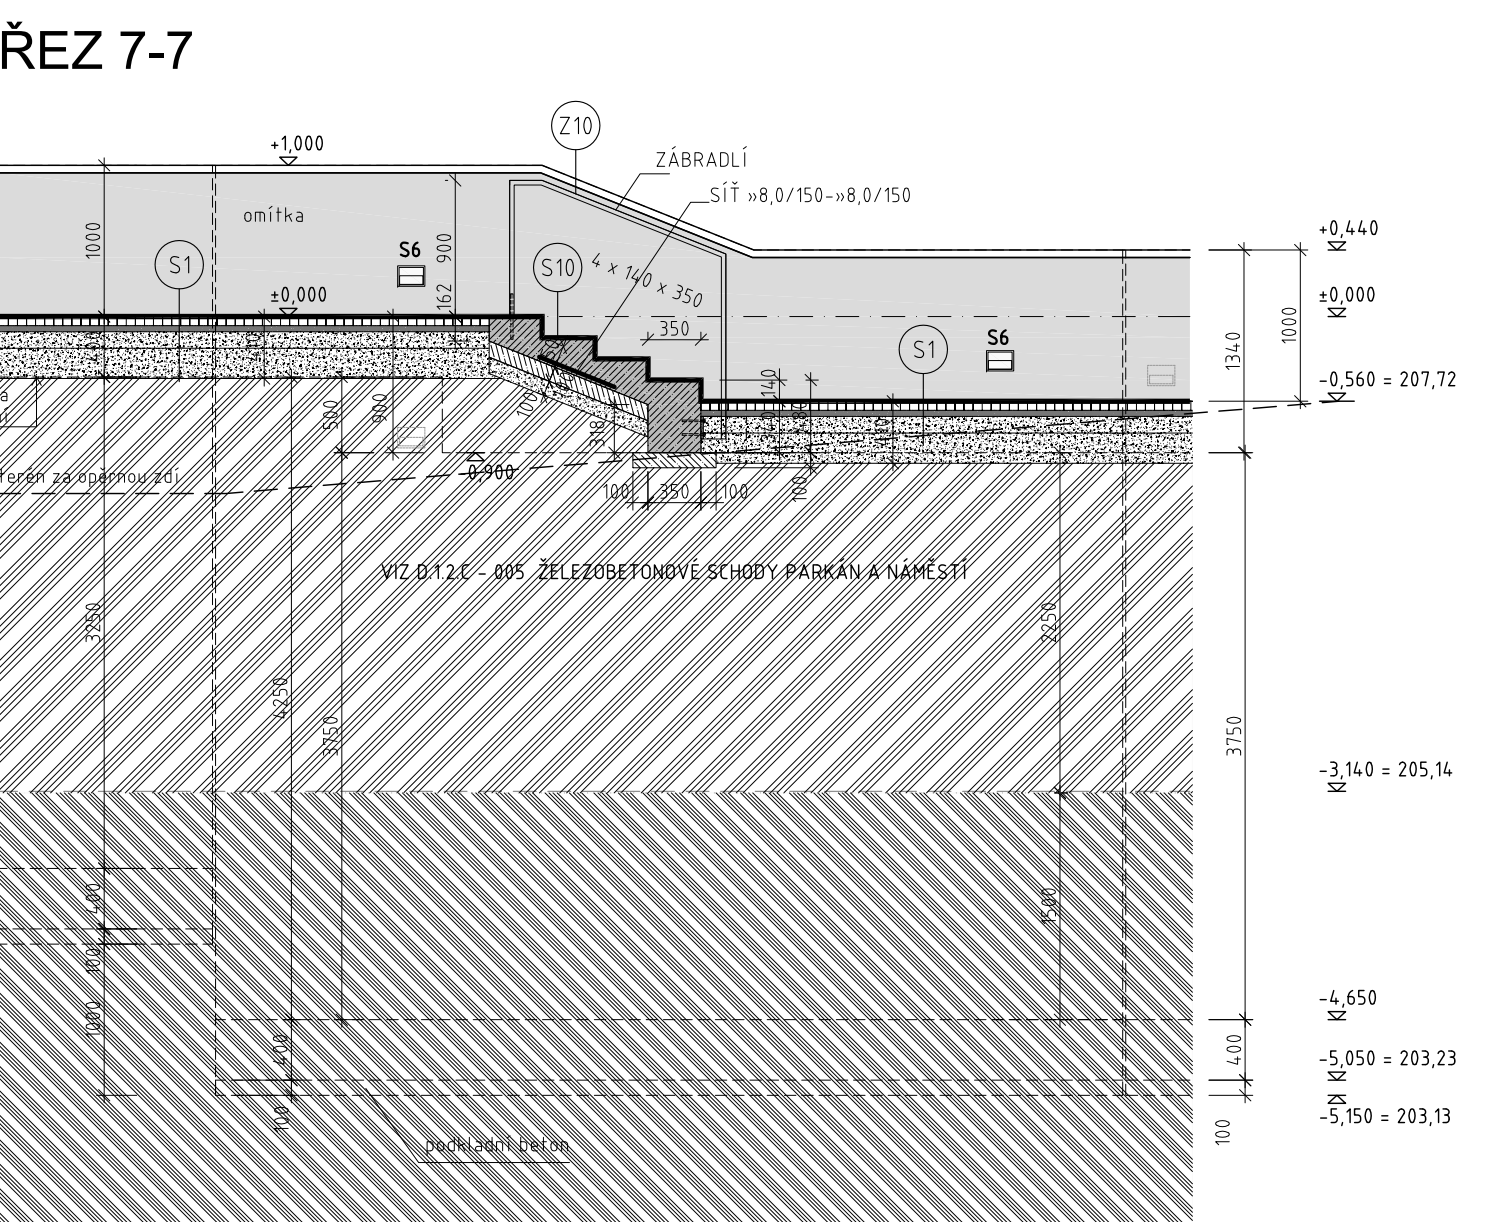 ŘEZ 7-7
Z10
+1,000
ZÁBRADLÍ
SÍŤ »8,0/150-»8,0/150
omítka
S6
1000
900
S1
S10
4 x 140 x 350
+0,440
±0,000
162
±0,000
350
S1
S6
1340
1000
-0,560 = 207,72
140
500
900
100
318
terén za opěrnou zdí
-0,900
100
350
100
100
VIZ D.1.2.C - 005 ŽELEZOBETONOVÉ SCHODY PARKÁN A NÁMĚSTÍ
3250
2250
4250
3750
3750
-3,140 = 205,14
400
1500
100
1000
-4,650
400
400
-5,050 = 203,23
100
100
-5,150 = 203,13
podkladní beton